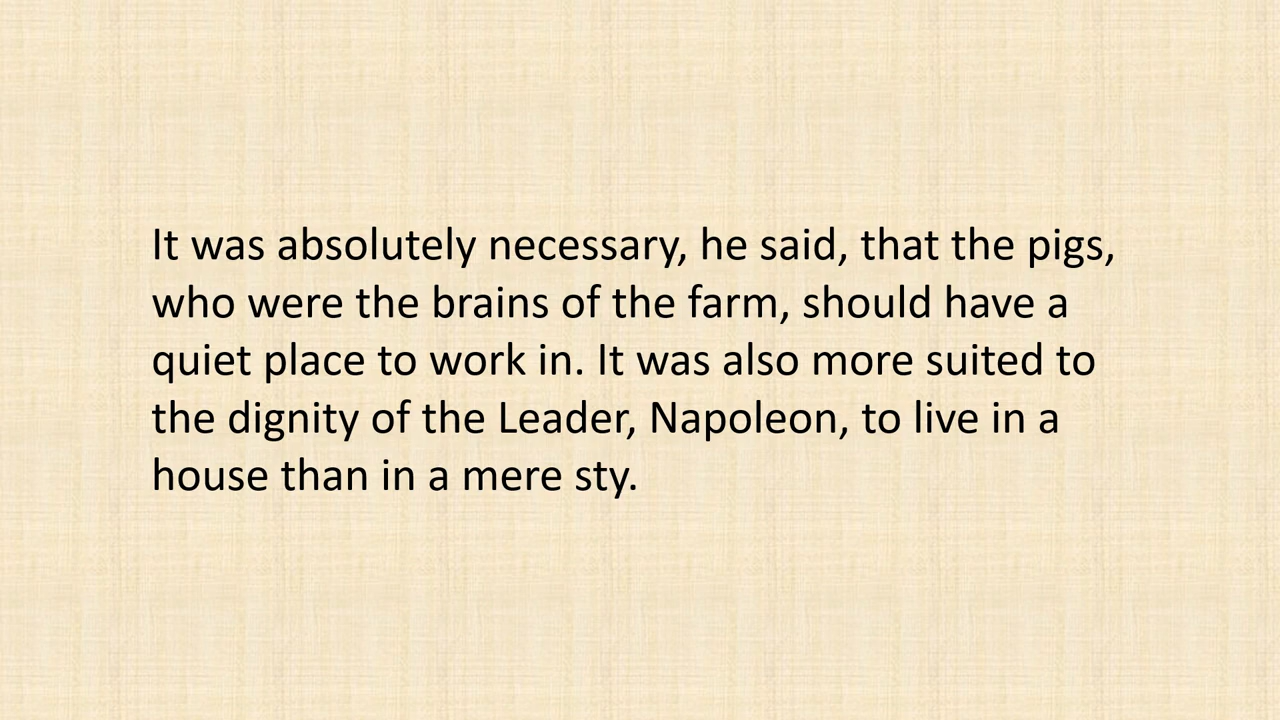 It was absolutely necessary, he said, that the pigs,
who were the brains of the farm, should have a
quiet place to work in. It was also more suited to
the dignity of the Leader, Napoleon, to live in a
house than in a mere sty.